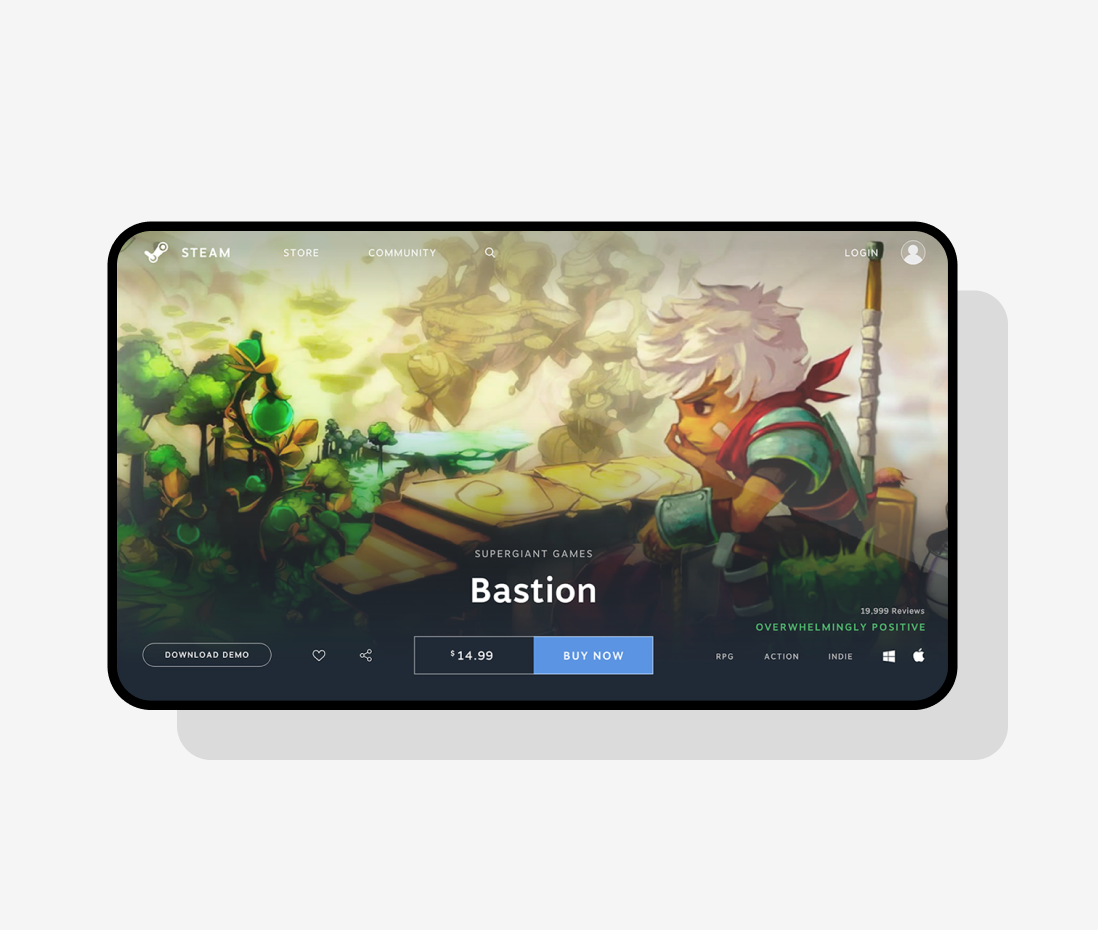 STEAM
STORE
COMMUNITY
LOGIN
SUPERGIANT GAMES
Bastion
19,999 Reviews
OVERWHELMINGLY POSITIVE
DOWNLOAD DEMO
$14.99
BUY NOW
RPG
ACTION
INDIE